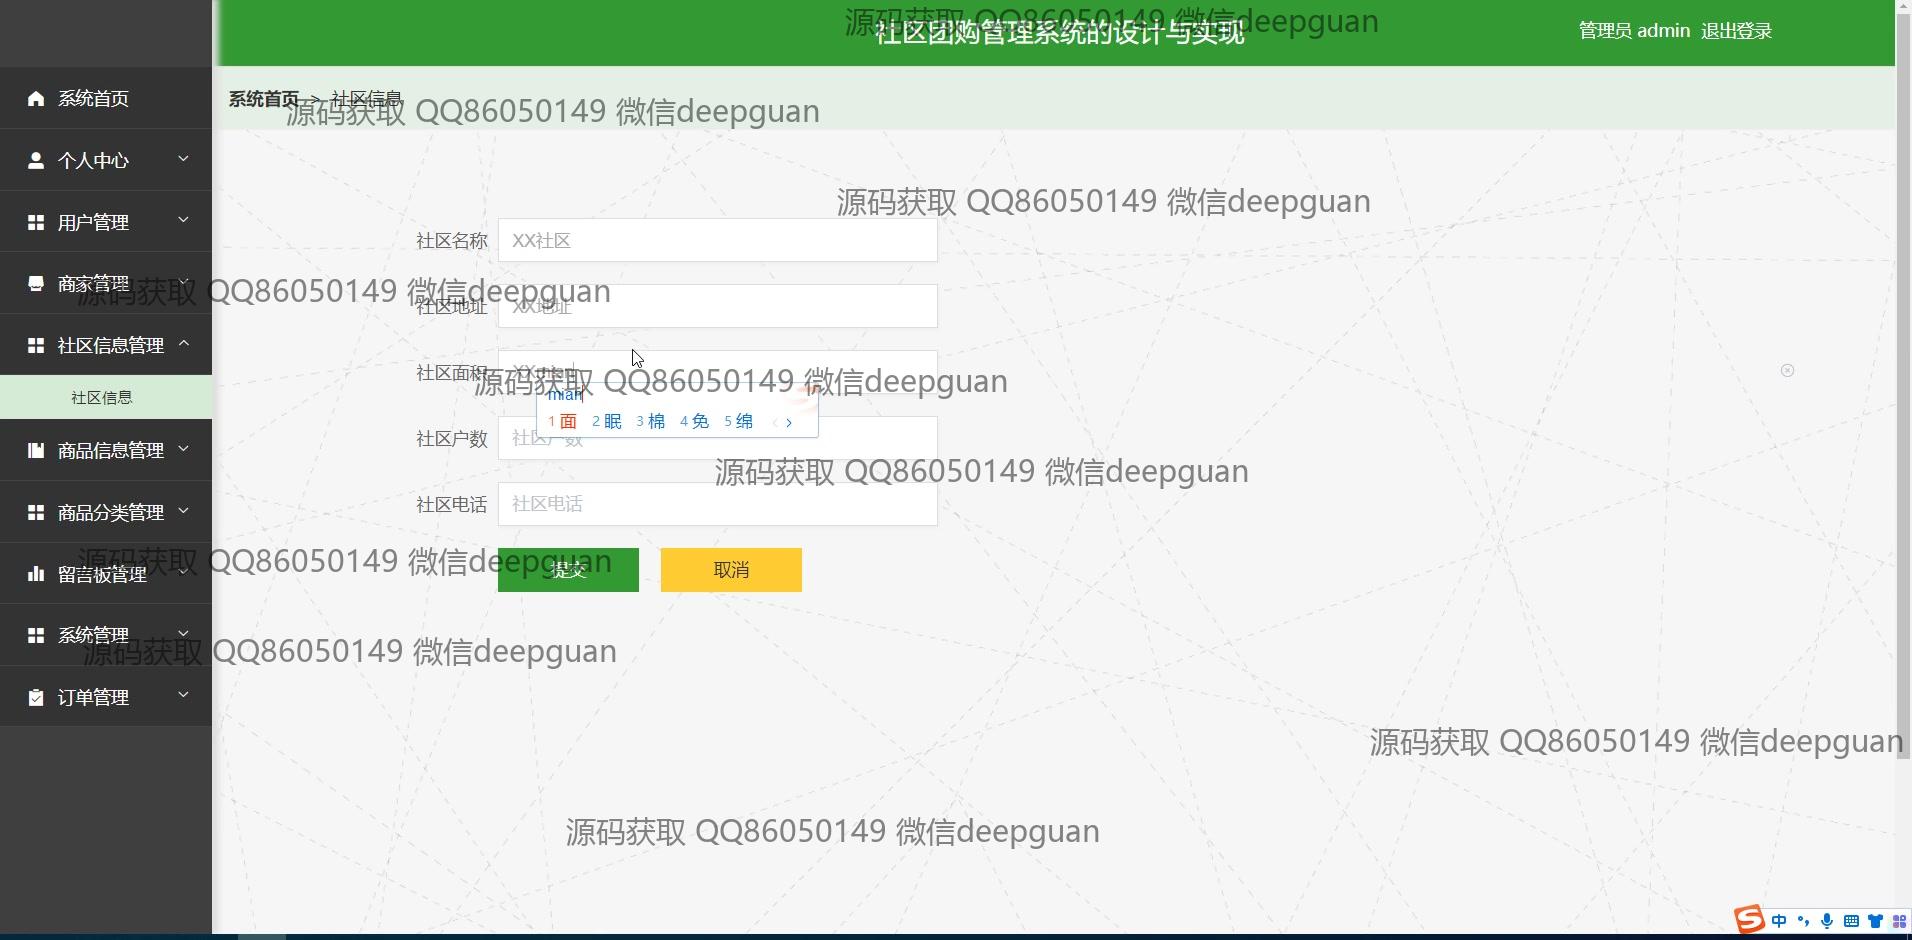 源码获取 QQ86050149 微信deepguan
社区团购管理系统的设计与实现
管理员 admin 退出登录
系统首页
系统首页 > 社区信息
源码获取 QQ86050149 微信deepguan
个人中心
源码获取 QQ86050149 微信deepguan
用户管理
社区名称 XX社区
商家管理
源码获取 QQ86050149 微信deepguan
社区地址 XX地址
社区信息管理
社区面积 XXmian
源码获取 QQ86050149 微信deepguan
mian
社区信息
1 面 2 眠 3 棉 4 免 5 绵
社区户数 社区户数
商品信息管理
源码获取 QQ86050149 微信deepguan
社区电话 社区电话
商品分类管理
源码获取 QQ86050149 微信deepguan
提交 取消
留言板管理
系统管理
源码获取 QQ86050149 微信deepguan
订单管理
源码获取 QQ86050149 微信deepguan
源码获取 QQ86050149 微信deepguan
中